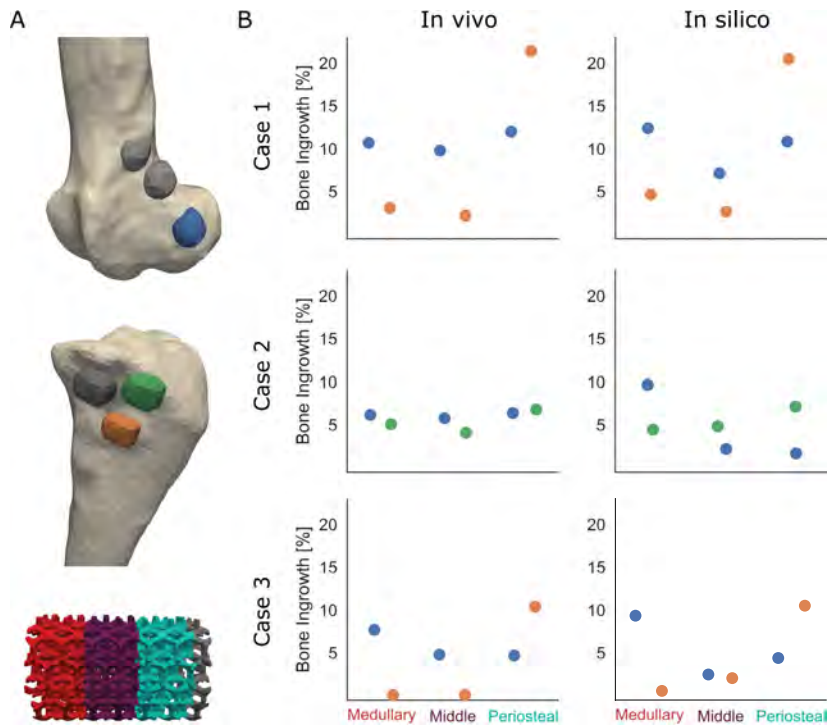 A
B
In vivo
In silico
Case 1
Bone Ingrowth [%]
20
15
10
5
20
15
10
5
Case 2
Bone Ingrowth [%]
20
15
10
5
20
15
10
5
Case 3
Bone Ingrowth [%]
20
15
10
5
20
15
10
5
Medullary Middle Periosteal
Medullary Middle Periosteal